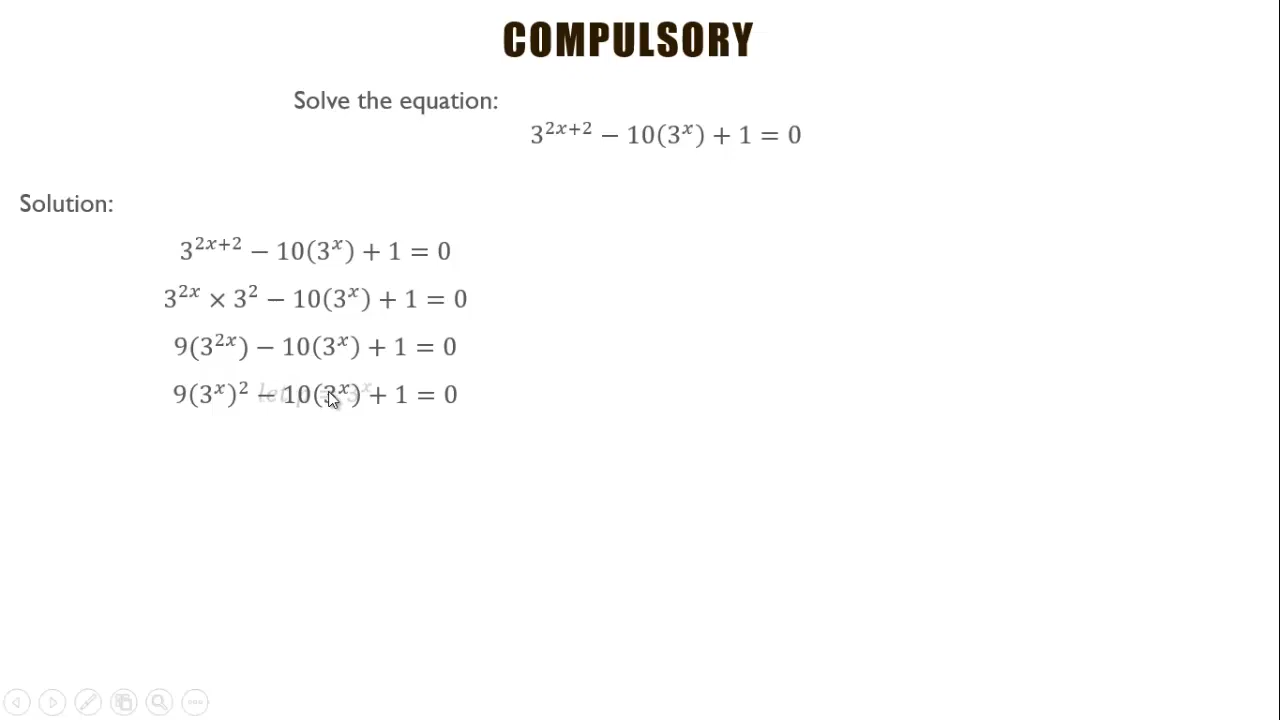 COMPULSORY
Solve the equation:
3^{2x+2} − 10(3^x) + 1 = 0
Solution:
3^{2x+2} − 10(3^x) + 1 = 0
3^{2x} × 3^2 − 10(3^x) + 1 = 0
9(3^{2x}) − 10(3^x) + 1 = 0
9(3^x)^2 − 10(3^x) + 1 = 0